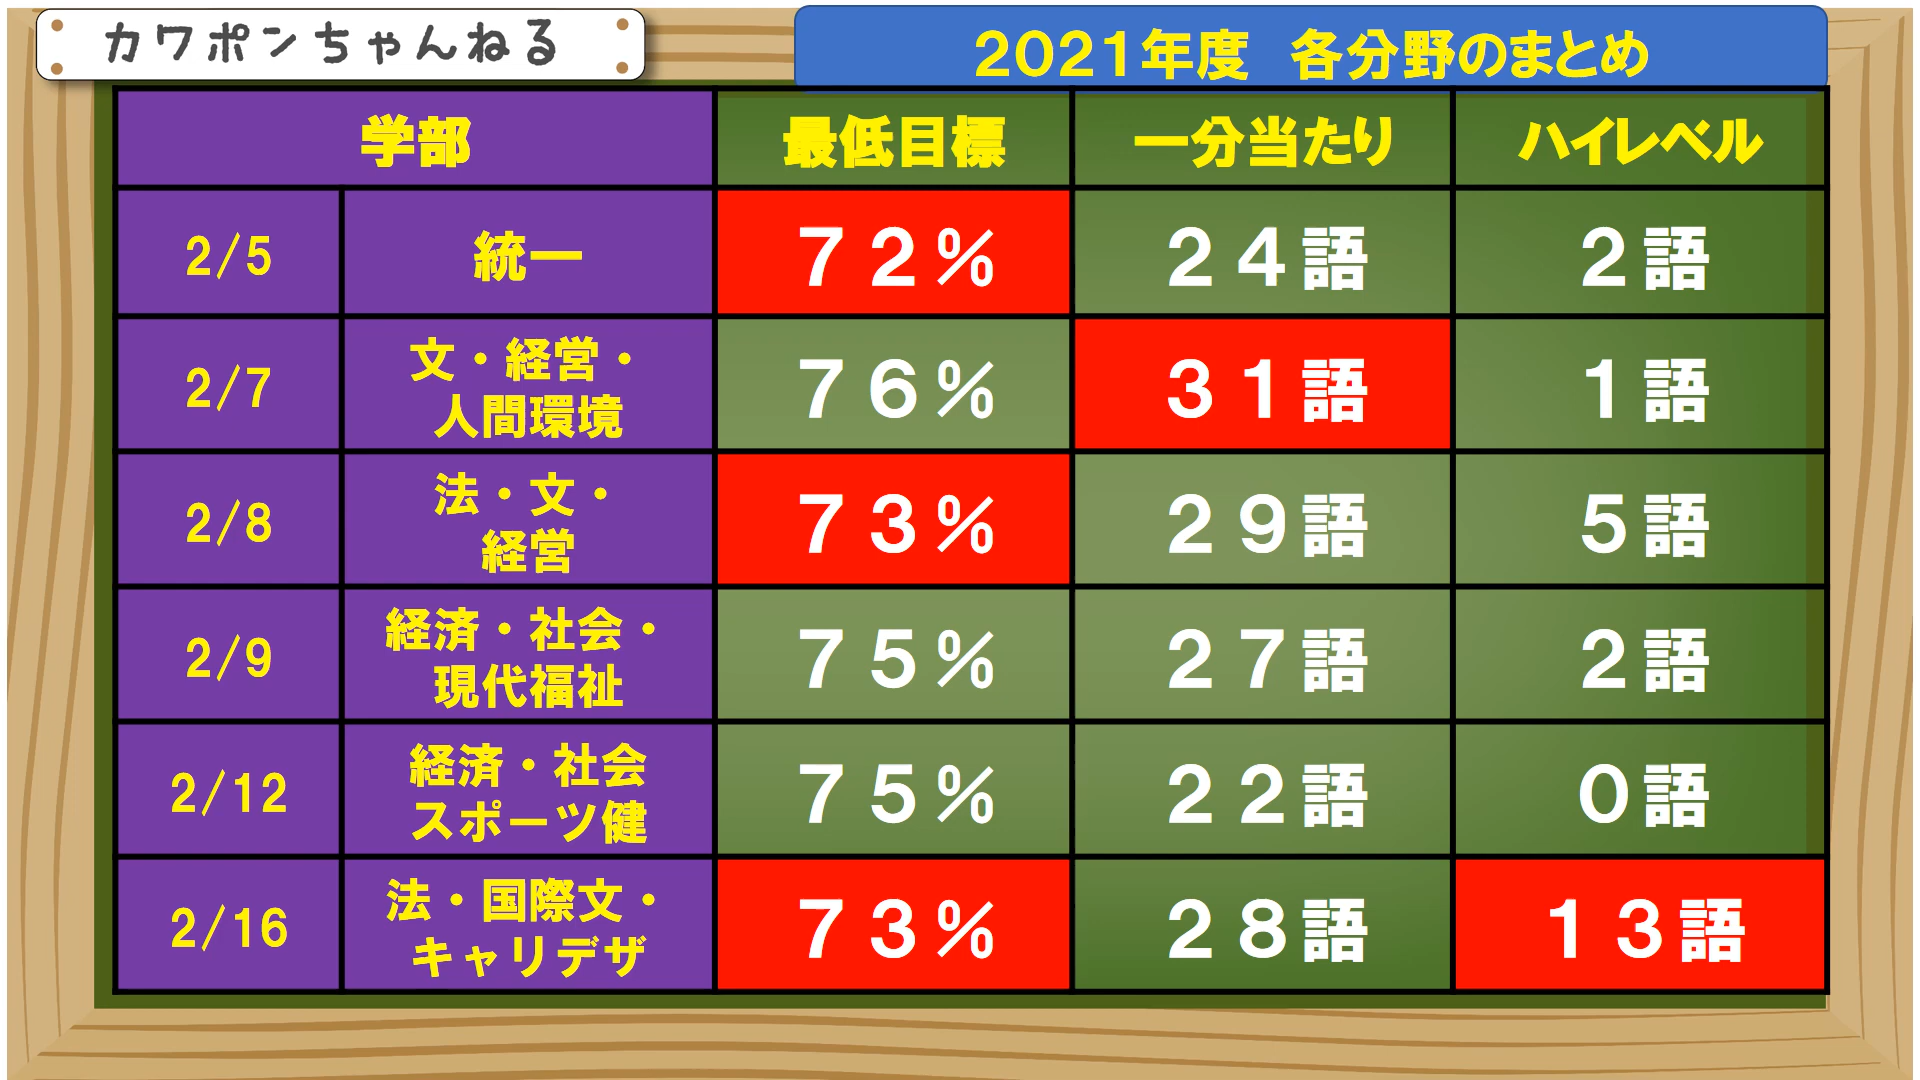 カワポンちゃんねる
２０２１年度　各分野のまとめ
学部
最低目標
一分当たり
ハイレベル
2/5
統一
７２％
２４語
２語
2/7
文・経営・
人間環境
７６％
３１語
１語
2/8
法・文・
経営
７３％
２９語
５語
2/9
経済・社会・
現代福祉
７５％
２７語
２語
2/12
経済・社会
スポーツ健
７５％
２２語
０語
2/16
法・国際文・
キャリデザ
７３％
２８語
１３語